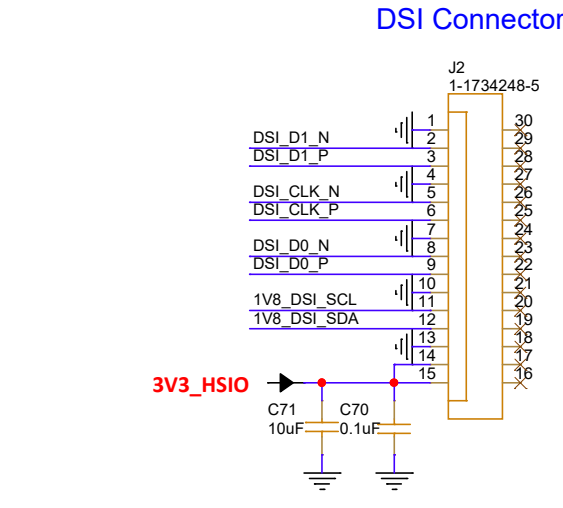 DSI Connector
J2
1-1734248-5
1 30
2 29
DSI_D1_N
3 28
DSI_D1_P
4 27
5 26
DSI_CLK_N
6 25
DSI_CLK_P
7 24
8 23
DSI_D0_N
9 22
DSI_D0_P
10 21
11 20
1V8_DSI_SCL
12 19
1V8_DSI_SDA
13 18
14 17
15 16
3V3_HSIO
C71 C70
10uF 0.1uF